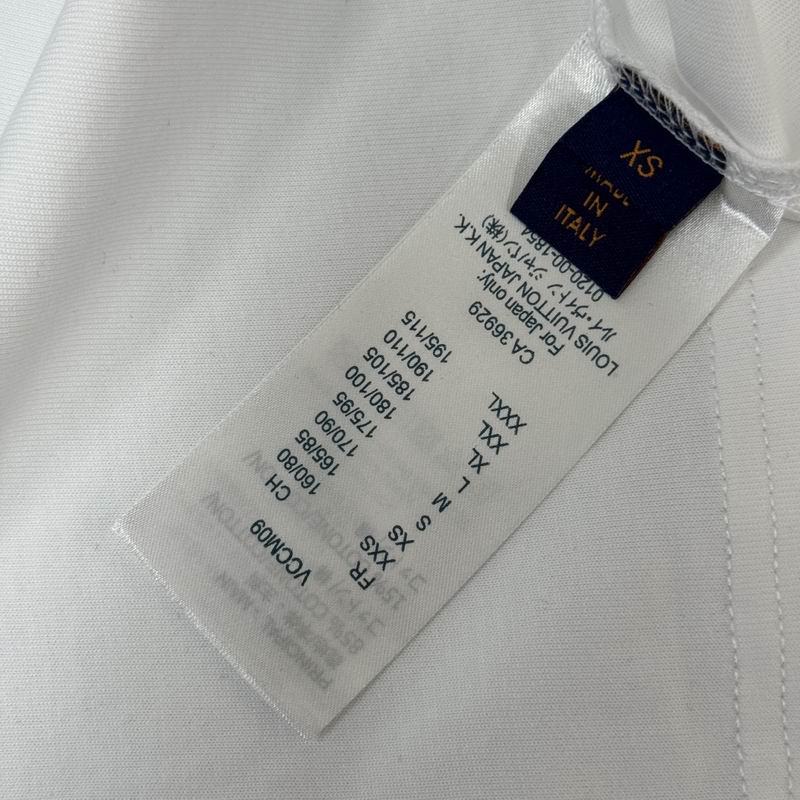 XS
MADE
IN
ITALY
VCCM09
FR CH
XXS 160/80
XS 165/85
S 170/90
M 175/95
L 180/100
XL 185/105
XXL 190/110
XXXL 195/115
CA 36929
For Japan only:
LOUIS VUITTON JAPAN K.K.
ルイ・ヴィトン ジャパン(株)
0120-00-1854